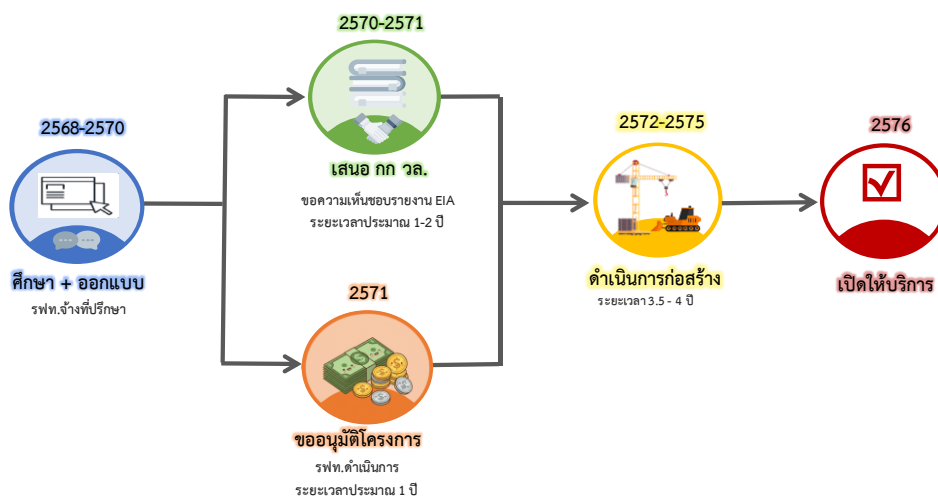 2568-2570
ศึกษา + ออกแบบ
รฟท.จ้างที่ปรึกษา
2570-2571
เสนอ กก วล.
ขอความเห็นชอบรายงาน EIA
ระยะเวลาประมาณ 1-2 ปี
2571
ขออนุมัติโครงการ
รฟท.ดำเนินการ
ระยะเวลาประมาณ 1 ปี
2572-2575
ดำเนินการก่อสร้าง
ระยะเวลา 3.5 - 4 ปี
2576
เปิดให้บริการ